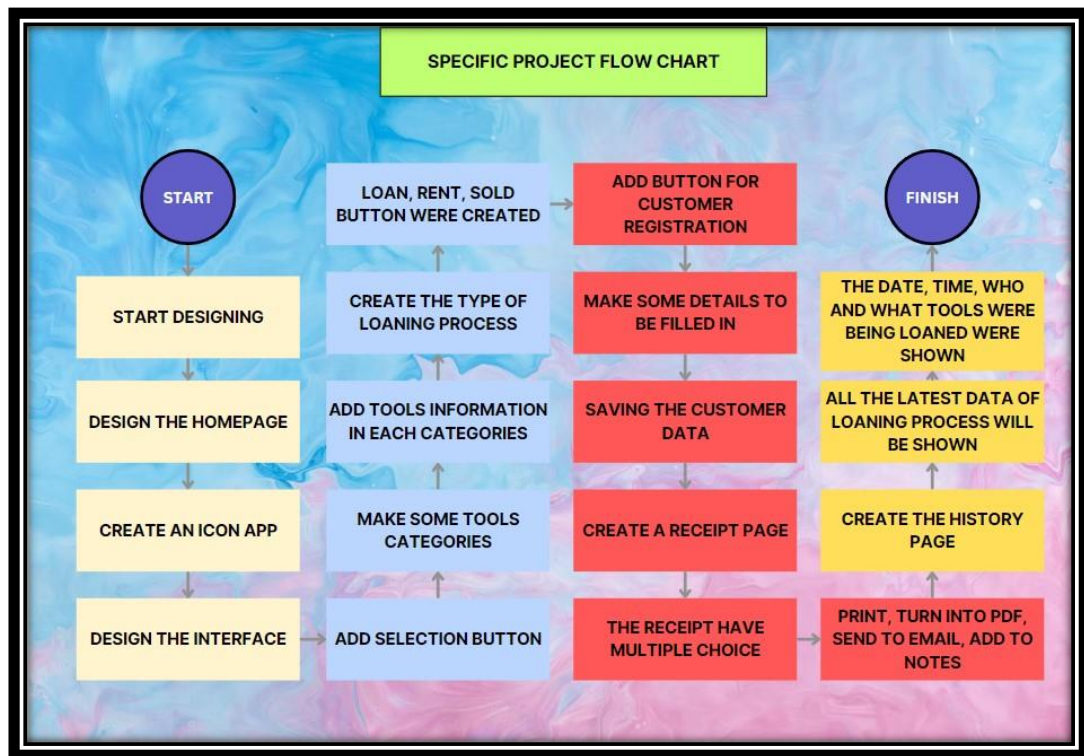 SPECIFIC PROJECT FLOW CHART
START
START DESIGNING
DESIGN THE HOMEPAGE
CREATE AN ICON APP
DESIGN THE INTERFACE
ADD SELECTION BUTTON
MAKE SOME TOOLS
CATEGORIES
ADD TOOLS INFORMATION
IN EACH CATEGORIES
CREATE THE TYPE OF
LOANING PROCESS
LOAN, RENT, SOLD
BUTTON WERE CREATED
ADD BUTTON FOR
CUSTOMER
REGISTRATION
MAKE SOME DETAILS TO
BE FILLED IN
SAVING THE CUSTOMER
DATA
CREATE A RECEIPT PAGE
THE RECEIPT HAVE
MULTIPLE CHOICE
PRINT, TURN INTO PDF,
SEND TO EMAIL, ADD TO
NOTES
CREATE THE HISTORY
PAGE
ALL THE LATEST DATA OF
LOANING PROCESS WILL
BE SHOWN
THE DATE, TIME, WHO
AND WHAT TOOLS WERE
BEING LOANED WERE
SHOWN
FINISH